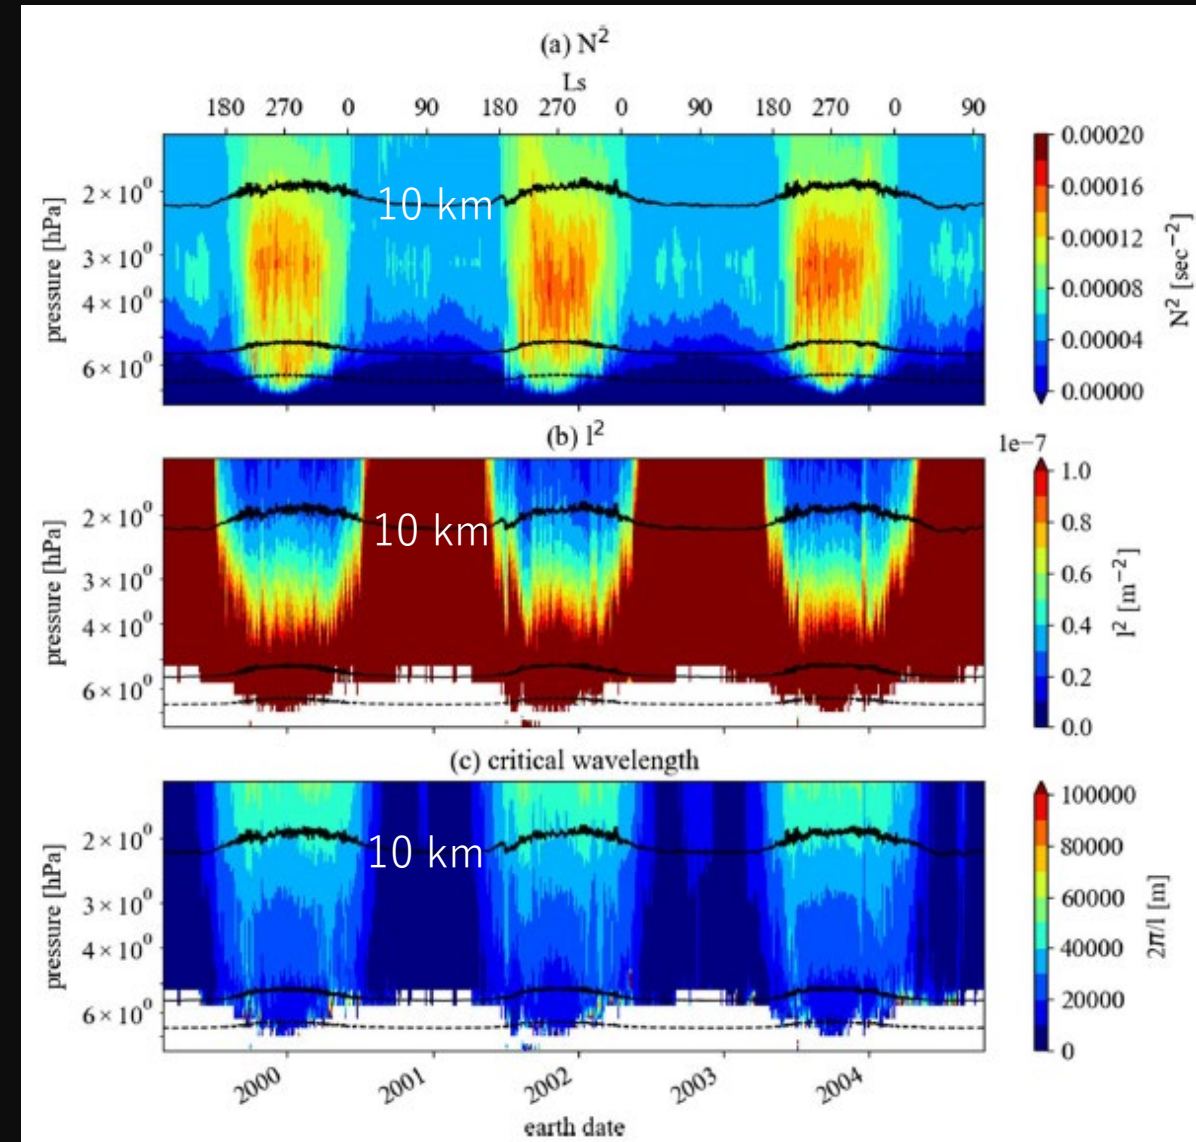 (a) N²
Ls
180 270 0 90 180 270 0 90 180 270 0 90
pressure [hPa]
2 × 10⁰
3 × 10⁰
4 × 10⁰
6 × 10⁰
10 km
0.00020
0.00016
0.00012
0.00008
0.00004
0.00000
N² [sec⁻²]
(b) l²
1e−7
pressure [hPa]
2 × 10⁰
3 × 10⁰
4 × 10⁰
6 × 10⁰
10 km
1.0
0.8
0.6
0.4
0.2
0.0
l² [m⁻²]
(c) critical wavelength
pressure [hPa]
2 × 10⁰
3 × 10⁰
4 × 10⁰
6 × 10⁰
10 km
100000
80000
60000
40000
20000
0
2π/l [m]
2000 2001 2002 2003 2004
earth date